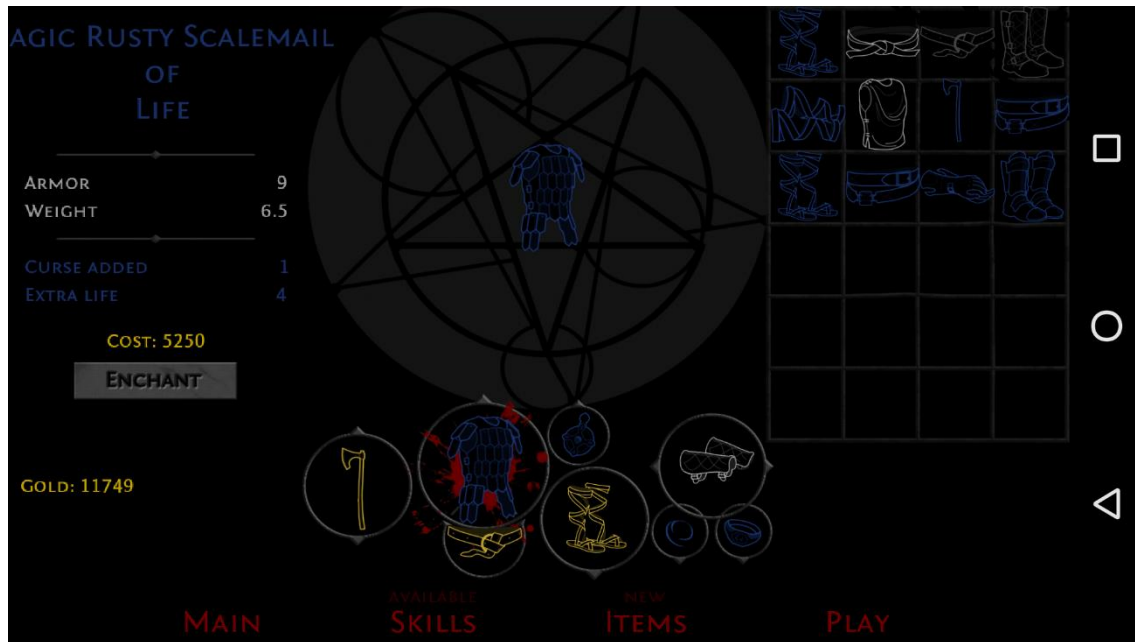 AGIC RUSTY SCALEMAIL
OF
LIFE
ARMOR 9
WEIGHT 6.5
CURSE ADDED 1
EXTRA LIFE 4
COST: 5250
ENCHANT
GOLD: 11749
AVAILABLE NEW
MAIN SKILLS ITEMS PLAY